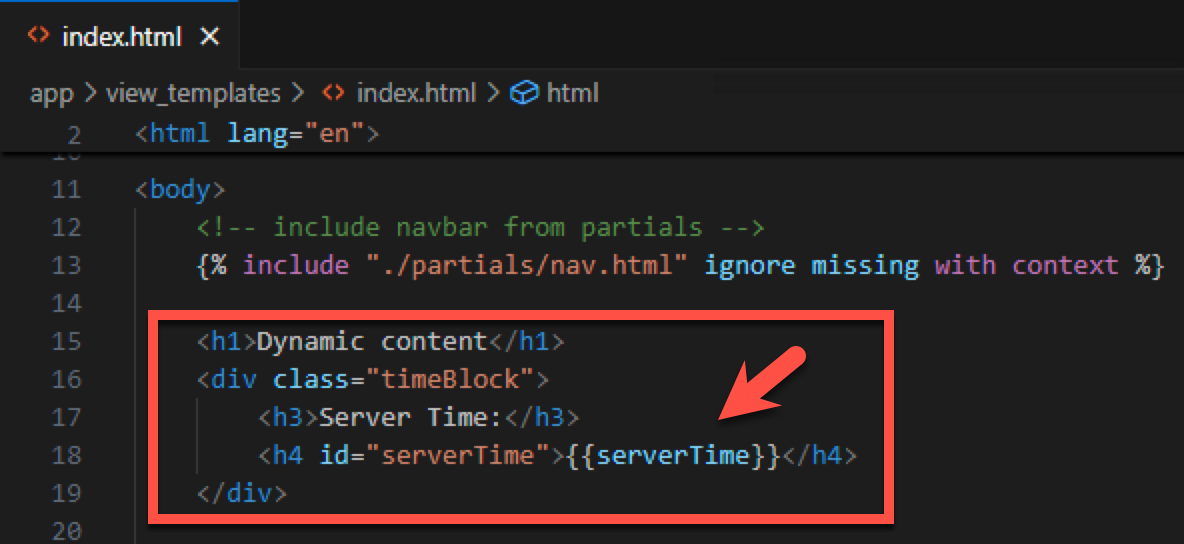 index.html
app > view_templates > index.html > html
2 <html lang="en">
11 <body>
12 <!-- include navbar from partials -->
13 {% include "./partials/nav.html" ignore missing with context %}
14
15 <h1>Dynamic content</h1>
16 <div class="timeBlock">
17 <h3>Server Time:</h3>
18 <h4 id="serverTime">{{serverTime}}</h4>
19 </div>
20